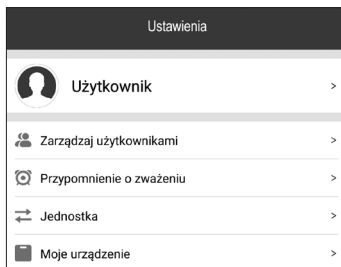 Ustawienia
Użytkownik
Zarządzaj użytkownikami
Przypomnienie o zważeniu
Jednostka
Moje urządzenie